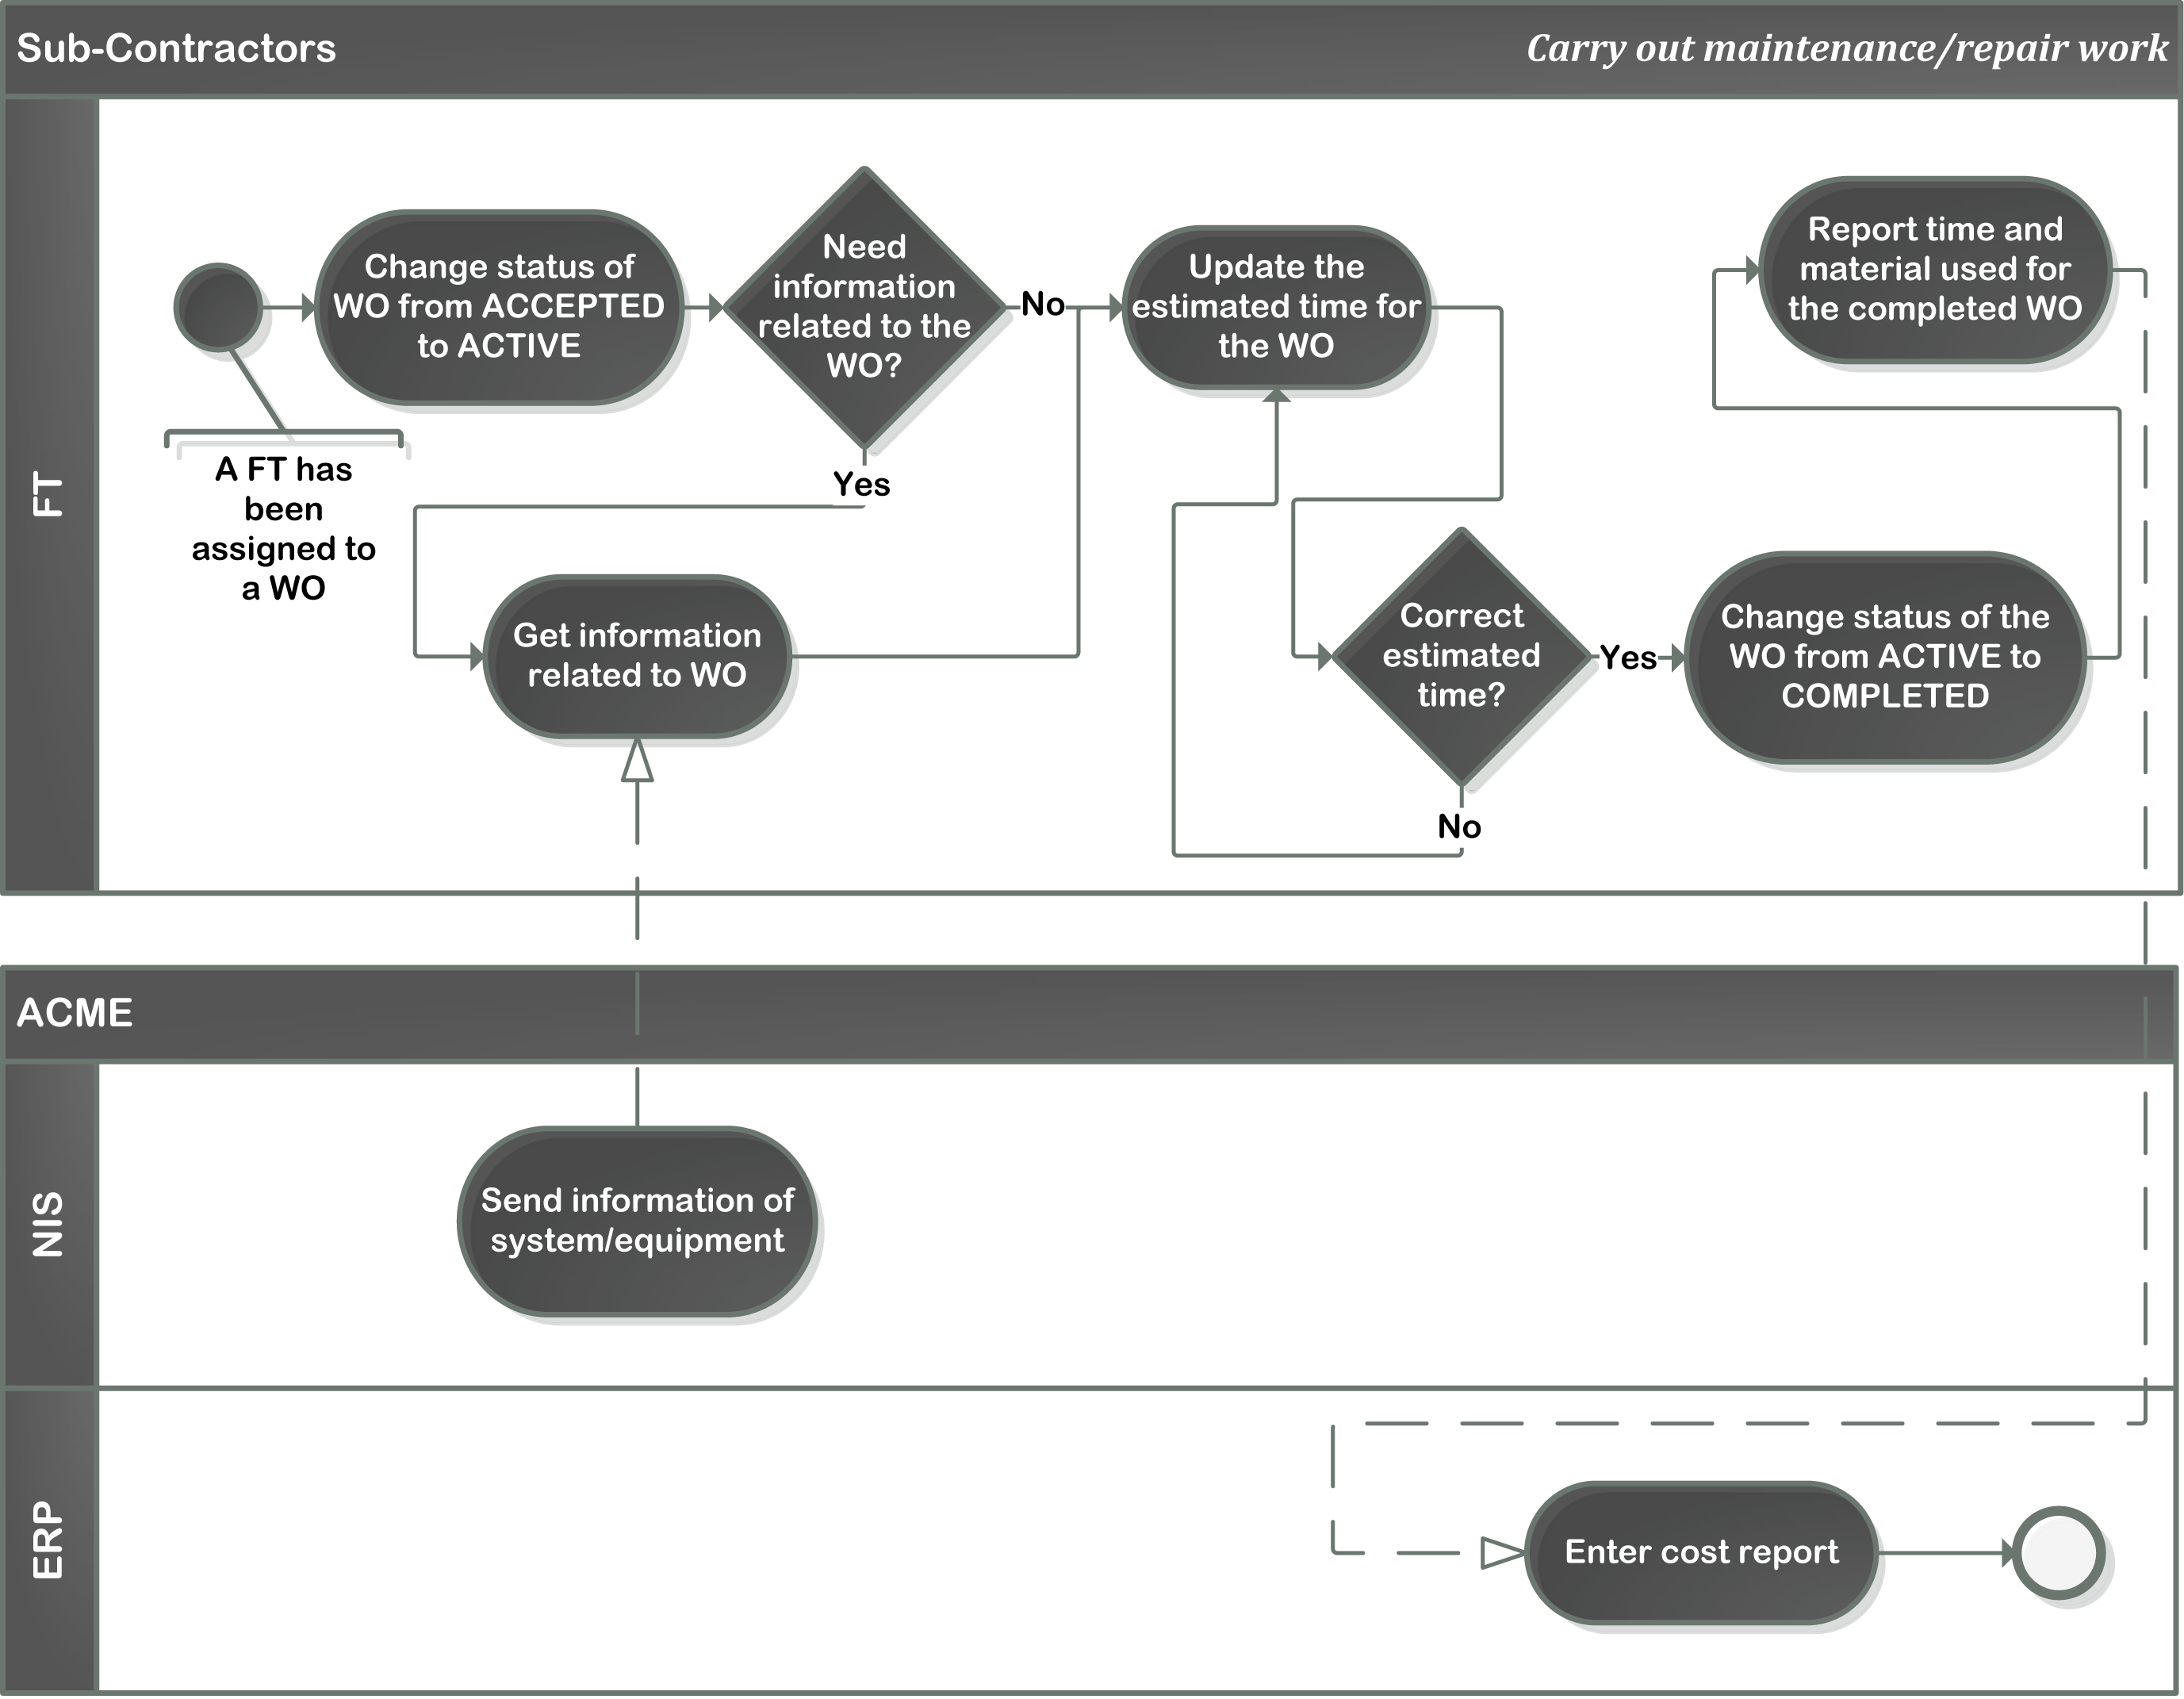 Sub-Contractors
Carry out maintenance/repair work
FT
A FT has
been
assigned to
a WO
Change status of
WO from ACCEPTED
to ACTIVE
Need
information
related to the
WO?
No
Yes
Get information
related to WO
Update the
estimated time for
the WO
Correct
estimated
time?
No
Yes
Change status of the
WO from ACTIVE to
COMPLETED
Report time and
material used for
the completed WO
ACME
NIS
Send information of
system/equipment
ERP
Enter cost report